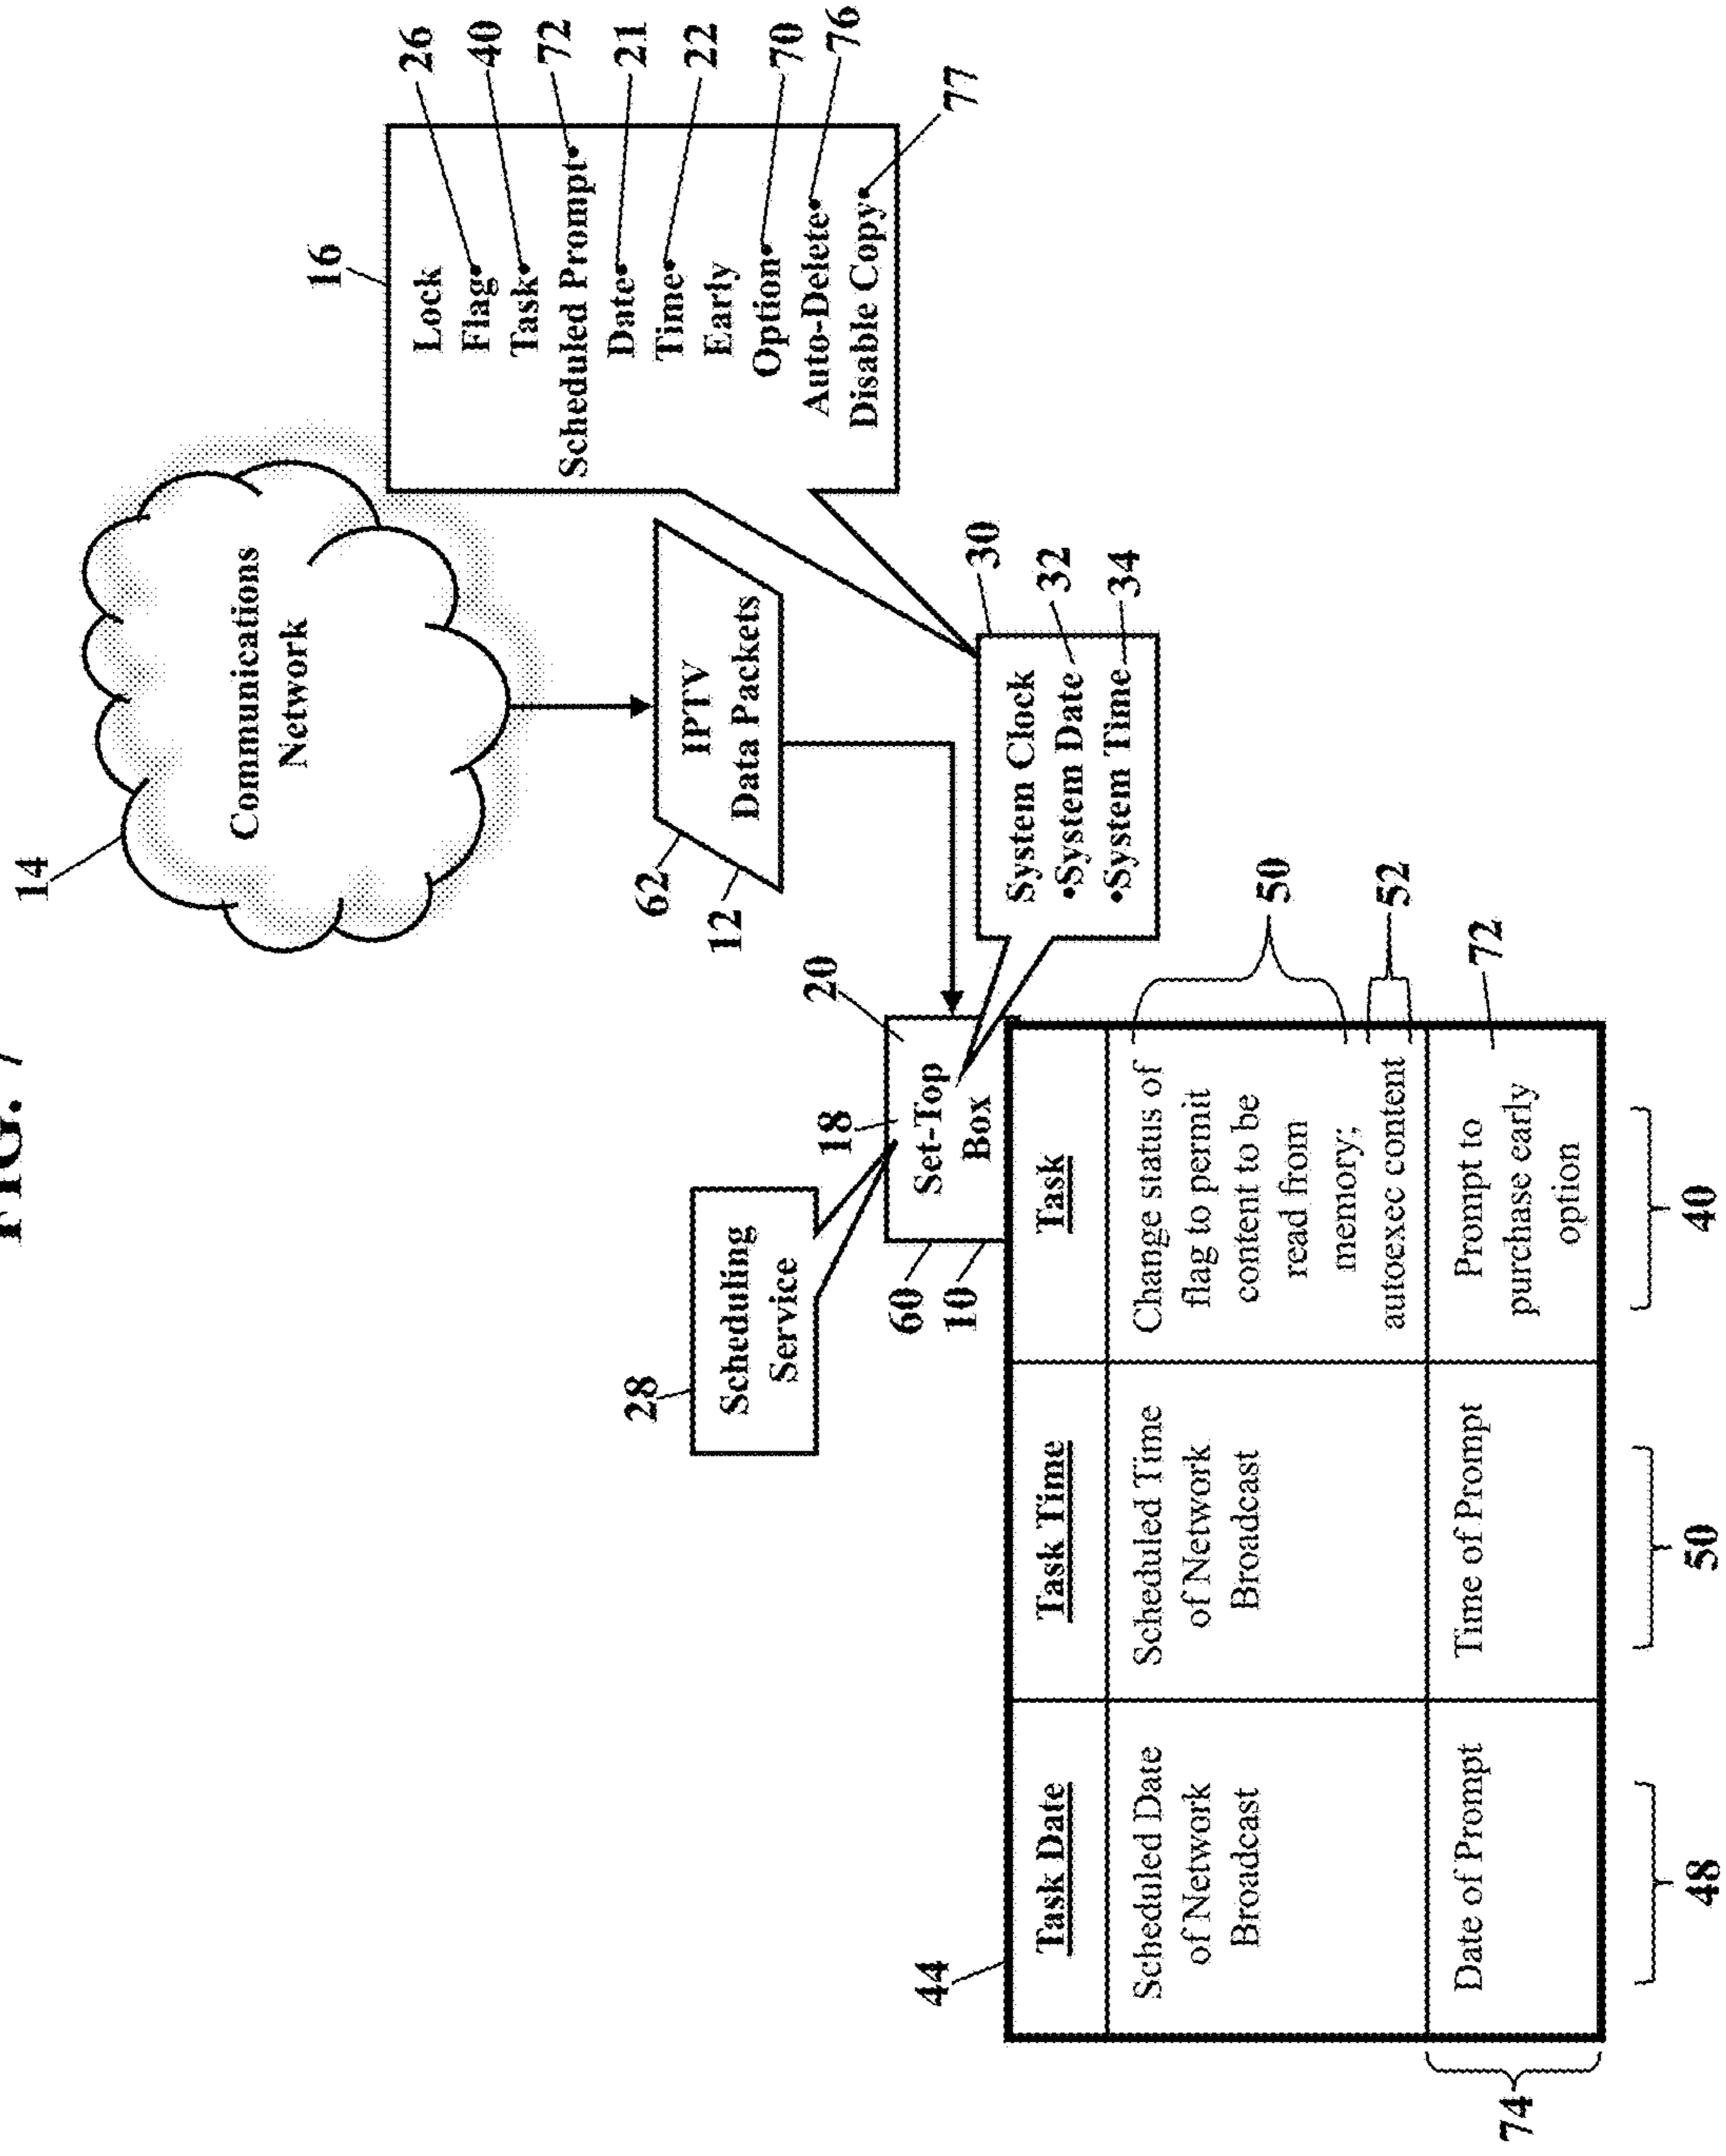 FIG. 7
14
Communications
Network
16
Lock
Flag• 26
Task• 40
Scheduled Prompt• 72
Date• 21
Time• 22
Early
Option• 70
Auto-Delete• 76
Disable Copy• 77
62
12
IPTV
Data Packets
28
Scheduling
Service
18
20
Set-Top
Box
60
10
System Clock
30
•System Date 32
•System Time 34
44
Task Date
Task Time
Task
Scheduled Date
of Network
Broadcast
Scheduled Time
of Network
Broadcast
Change status of
flag to permit
content to be
read from
memory;
autoexec content
50
52
Date of Prompt
Time of Prompt
Prompt to
purchase early
option
72
74
48
50
40